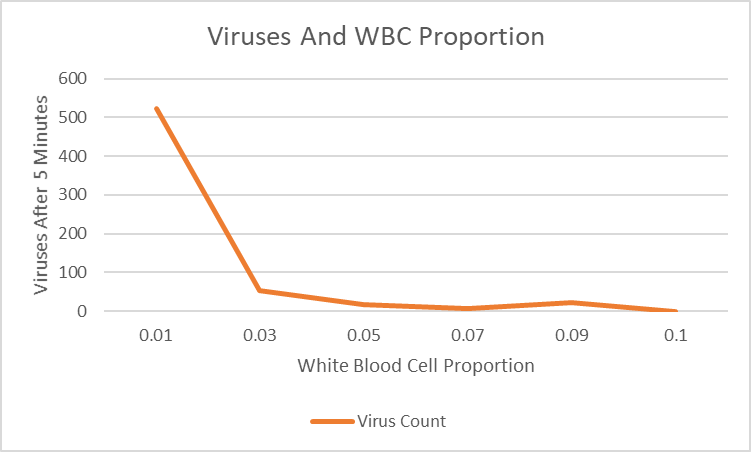 Viruses And WBC Proportion
Viruses After 5 Minutes
600
500
400
300
200
100
0
0.01 0.03 0.05 0.07 0.09 0.1
White Blood Cell Proportion
Virus Count